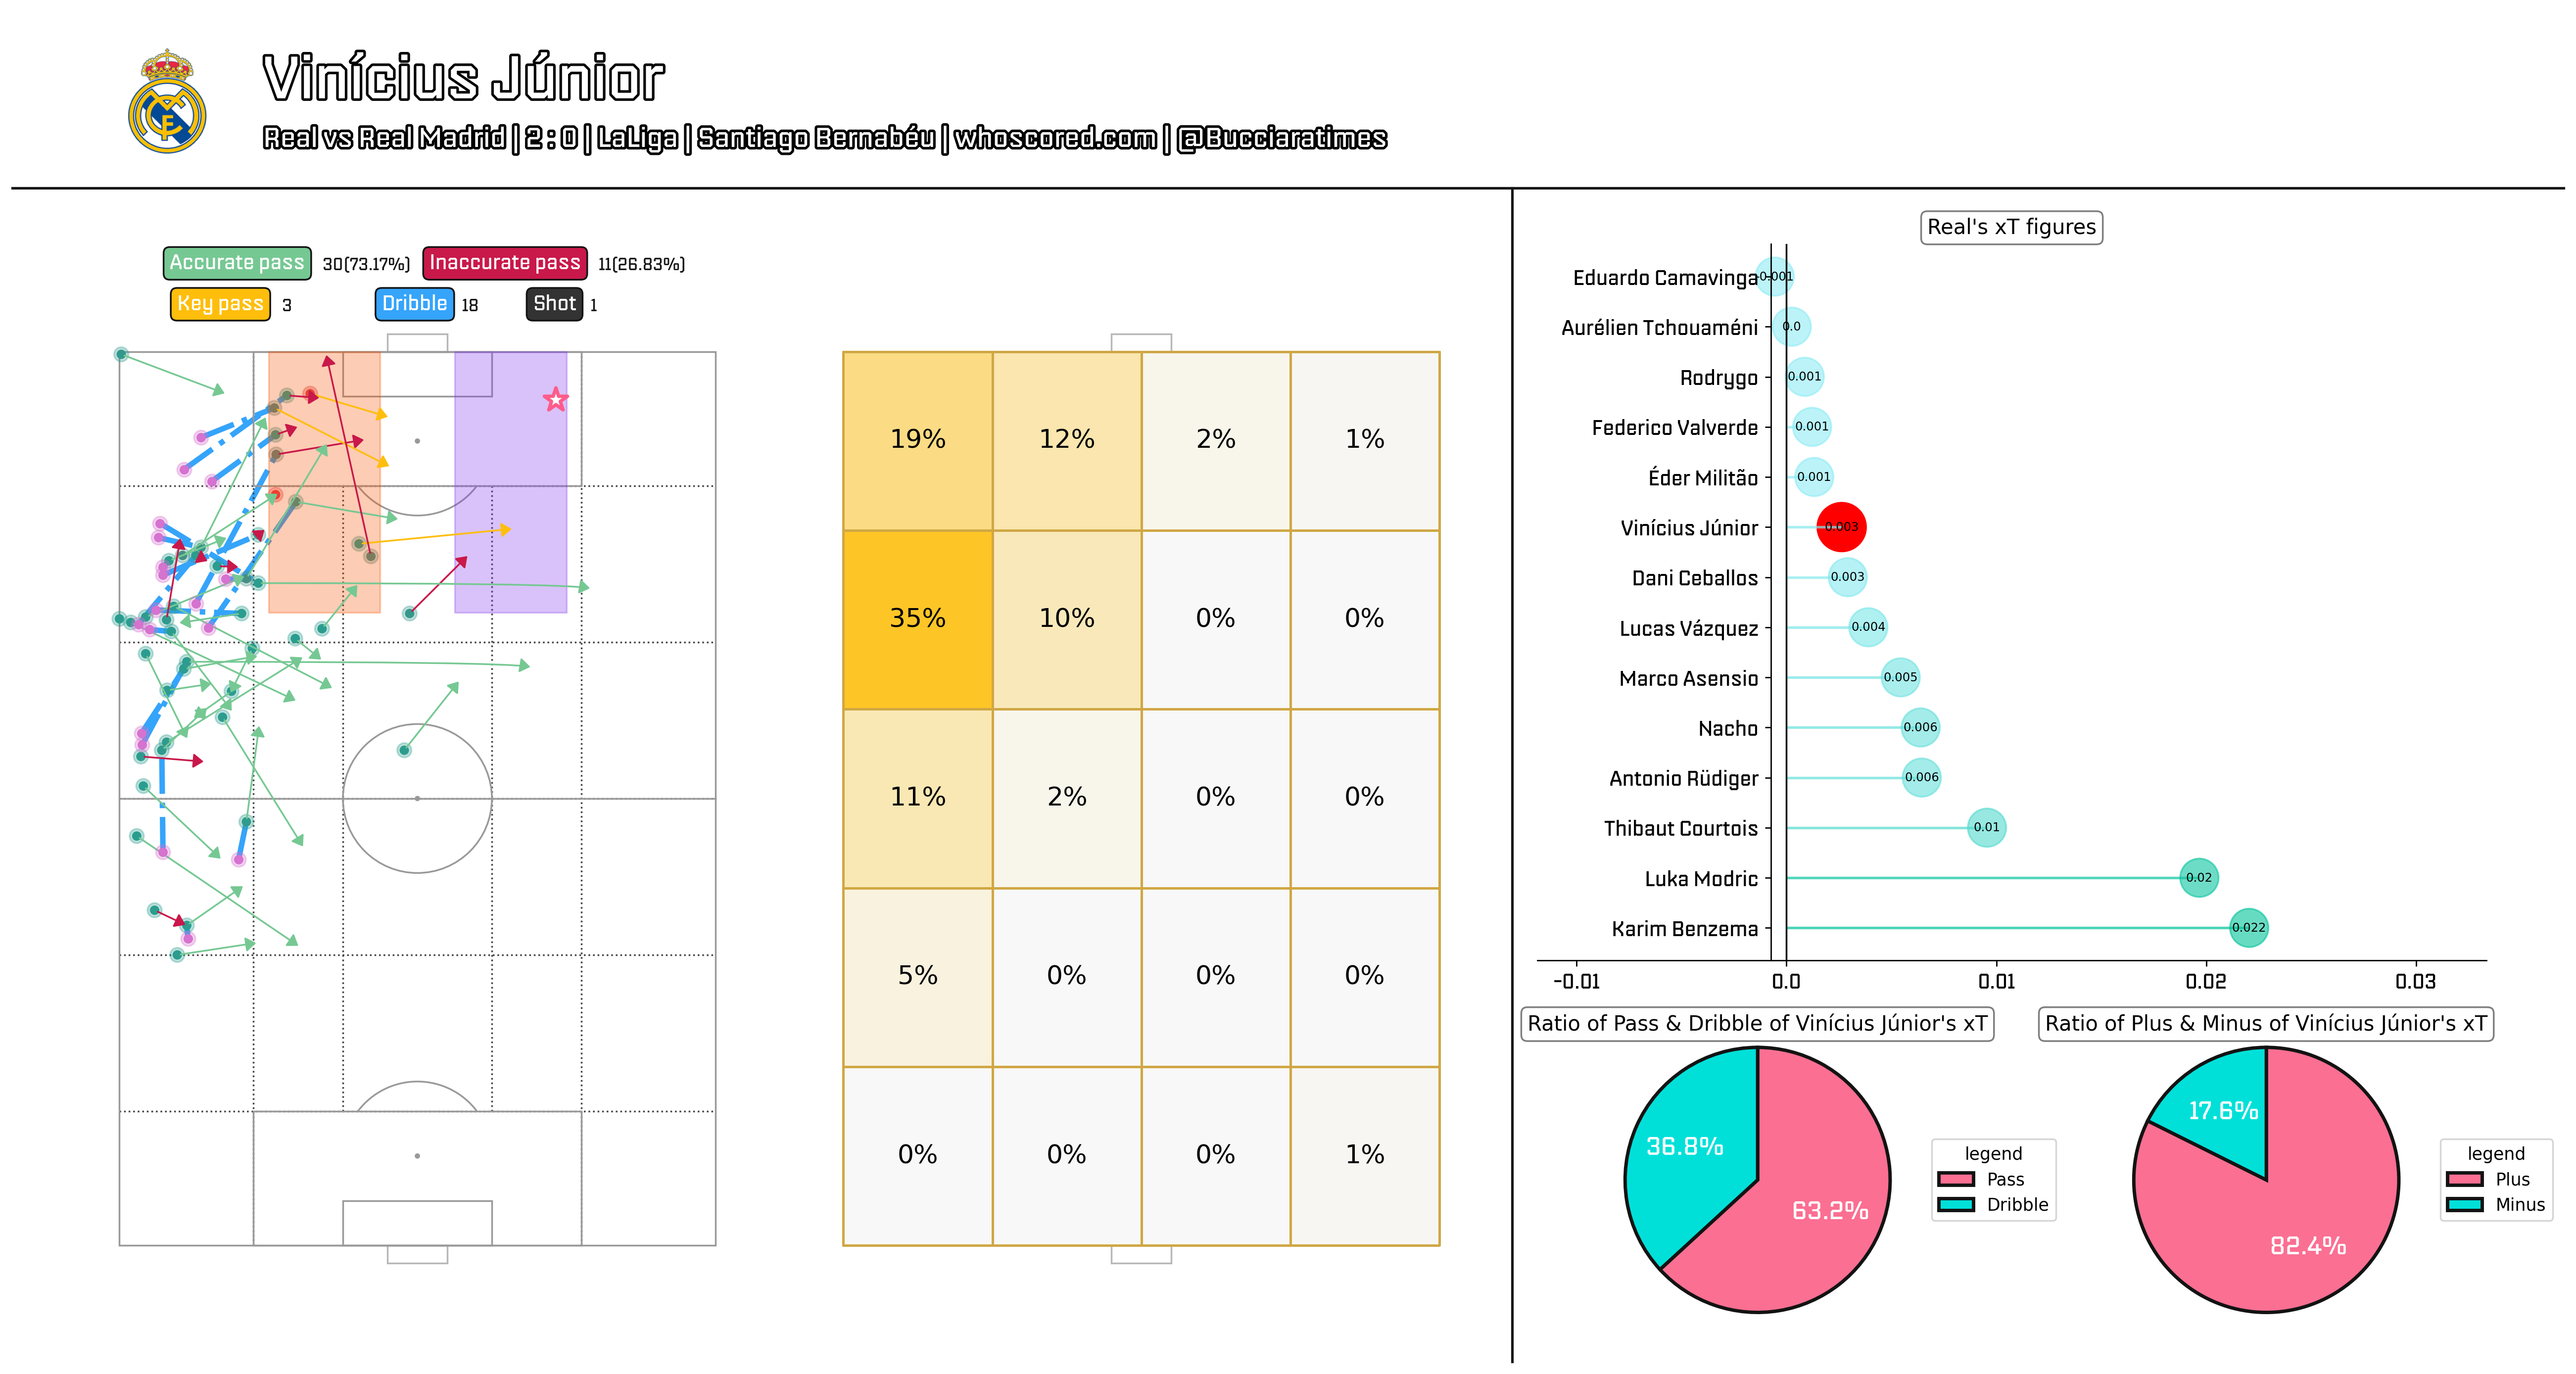 Vinícius Júnior
Real vs Real Madrid | 2 : 0 | LaLiga | Santiago Bernabéu | whoscored.com | @Bucciaratimes
Accurate pass 30(73.17%) Inaccurate pass 11(26.83%)
Key pass 3 Dribble 18 Shot 1
19% 12% 2% 1%
35% 10% 0% 0%
11% 2% 0% 0%
5% 0% 0% 0%
0% 0% 0% 1%
Real's xT figures
Eduardo Camavinga -0.001
Aurélien Tchouaméni 0.0
Rodrygo 0.001
Federico Valverde 0.001
Éder Militão 0.001
Vinícius Júnior 0.003
Dani Ceballos 0.003
Lucas Vázquez 0.004
Marco Asensio 0.005
Nacho 0.006
Antonio Rüdiger 0.006
Thibaut Courtois 0.01
Luka Modric 0.02
Karim Benzema 0.022
-0.01 0.0 0.01 0.02 0.03
Ratio of Pass & Dribble of Vinícius Júnior's xT
36.8%
63.2%
legend
Pass
Dribble
Ratio of Plus & Minus of Vinícius Júnior's xT
17.6%
82.4%
legend
Plus
Minus